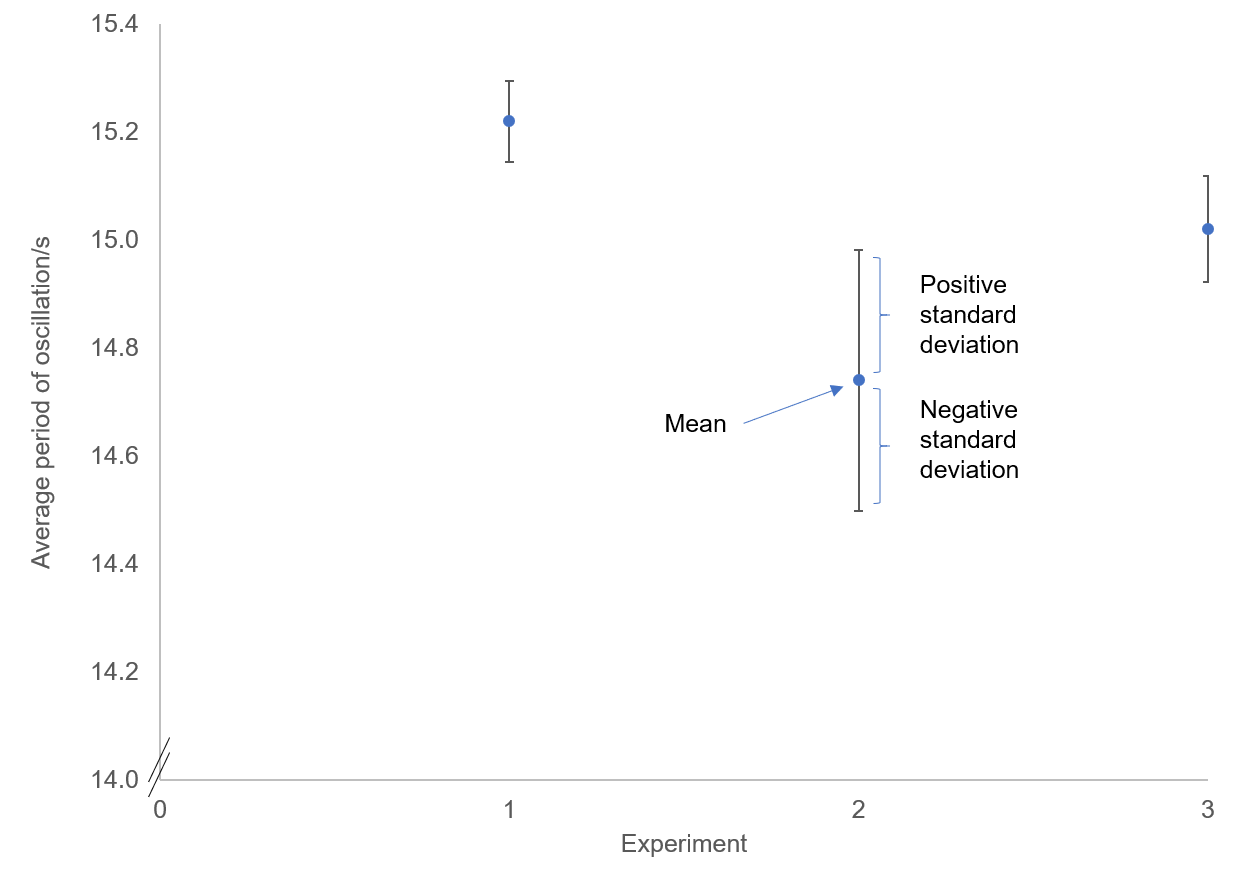 15.4
15.2
15.0
14.8
14.6
14.4
14.2
14.0
Average period of oscillation/s
Positive
standard
deviation
Mean
Negative
standard
deviation
0 1 2 3
Experiment